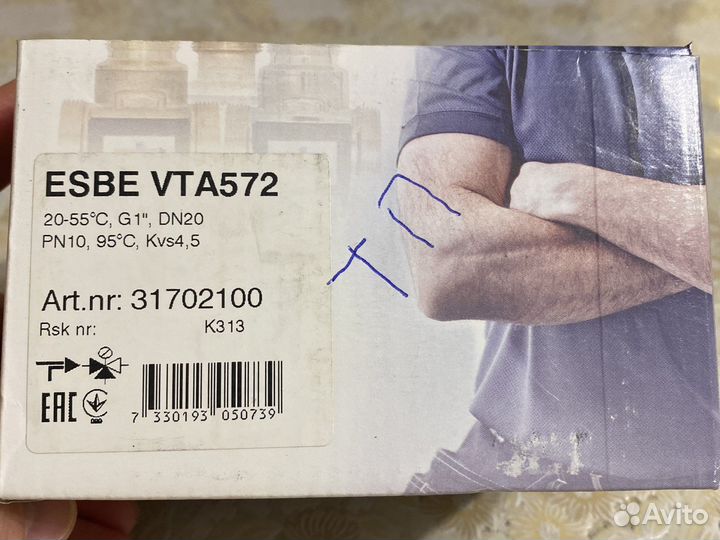 ESBE VTA572
20-55°C, G1", DN20
PN10, 95°C, Kvs4,5
Art.nr: 31702100
Rsk nr: K313
EAC
7 330193 050739
ТП
Avito